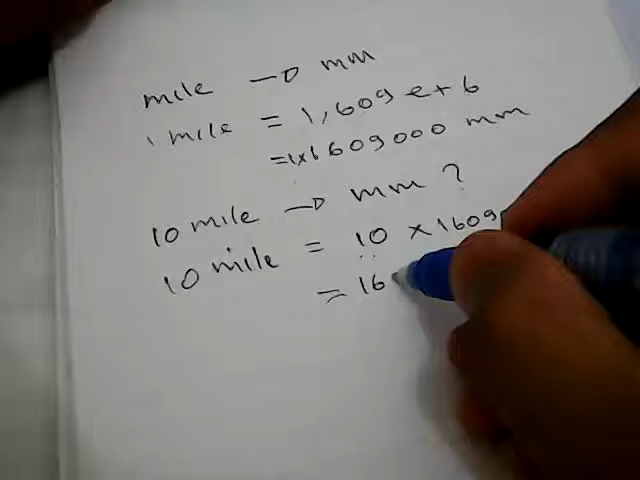 mile → mm
1 mile = 1,609 e+6
=1x1609000 mm
10 mile → mm ?
10 mile = 10 x 1609
= 16